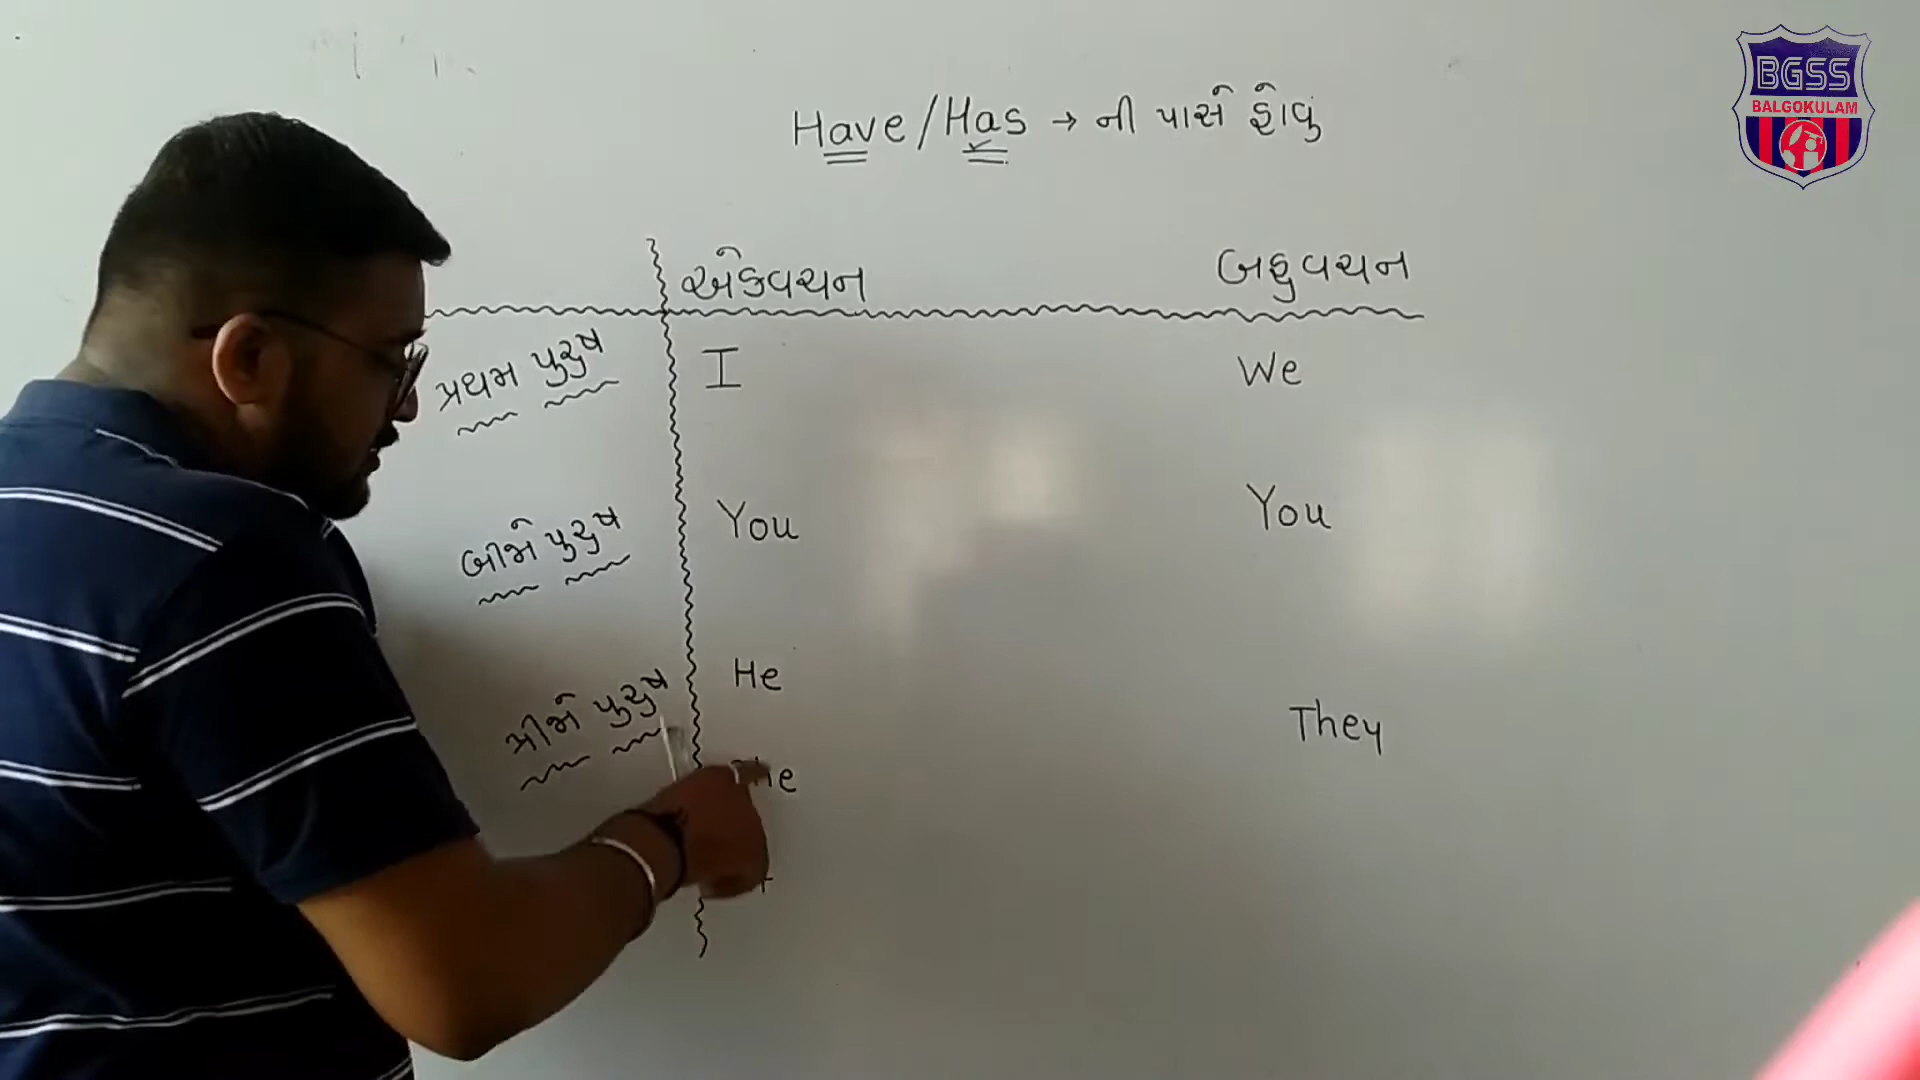 BGSS
BALGOKULAM
Have/Has → ની પાસે હોવું
એકવચન બહુવચન
પ્રથમ પુરુષ I We
બીજો પુરુષ You You
ત્રીજો પુરુષ He They